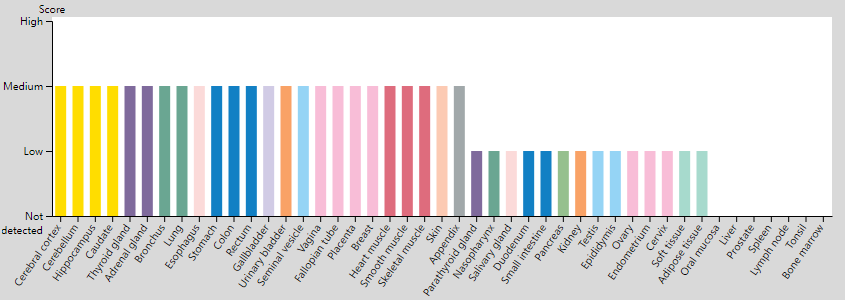 Score
High
Medium
Low
Not
detected
Cerebral cortex
Cerebellum
Hippocampus
Caudate
Thyroid gland
Adrenal gland
Bronchus
Lung
Esophagus
Stomach
Colon
Rectum
Gallbladder
Urinary bladder
Seminal vesicle
Vagina
Fallopian tube
Placenta
Breast
Heart muscle
Smooth muscle
Skeletal muscle
Skin
Appendix
Parathyroid gland
Nasopharynx
Salivary gland
Duodenum
Small intestine
Pancreas
Kidney
Testis
Epididymis
Ovary
Endometrium
Cervix
Soft tissue
Adipose tissue
Oral mucosa
Liver
Prostate
Spleen
Lymph node
Tonsil
Bone marrow